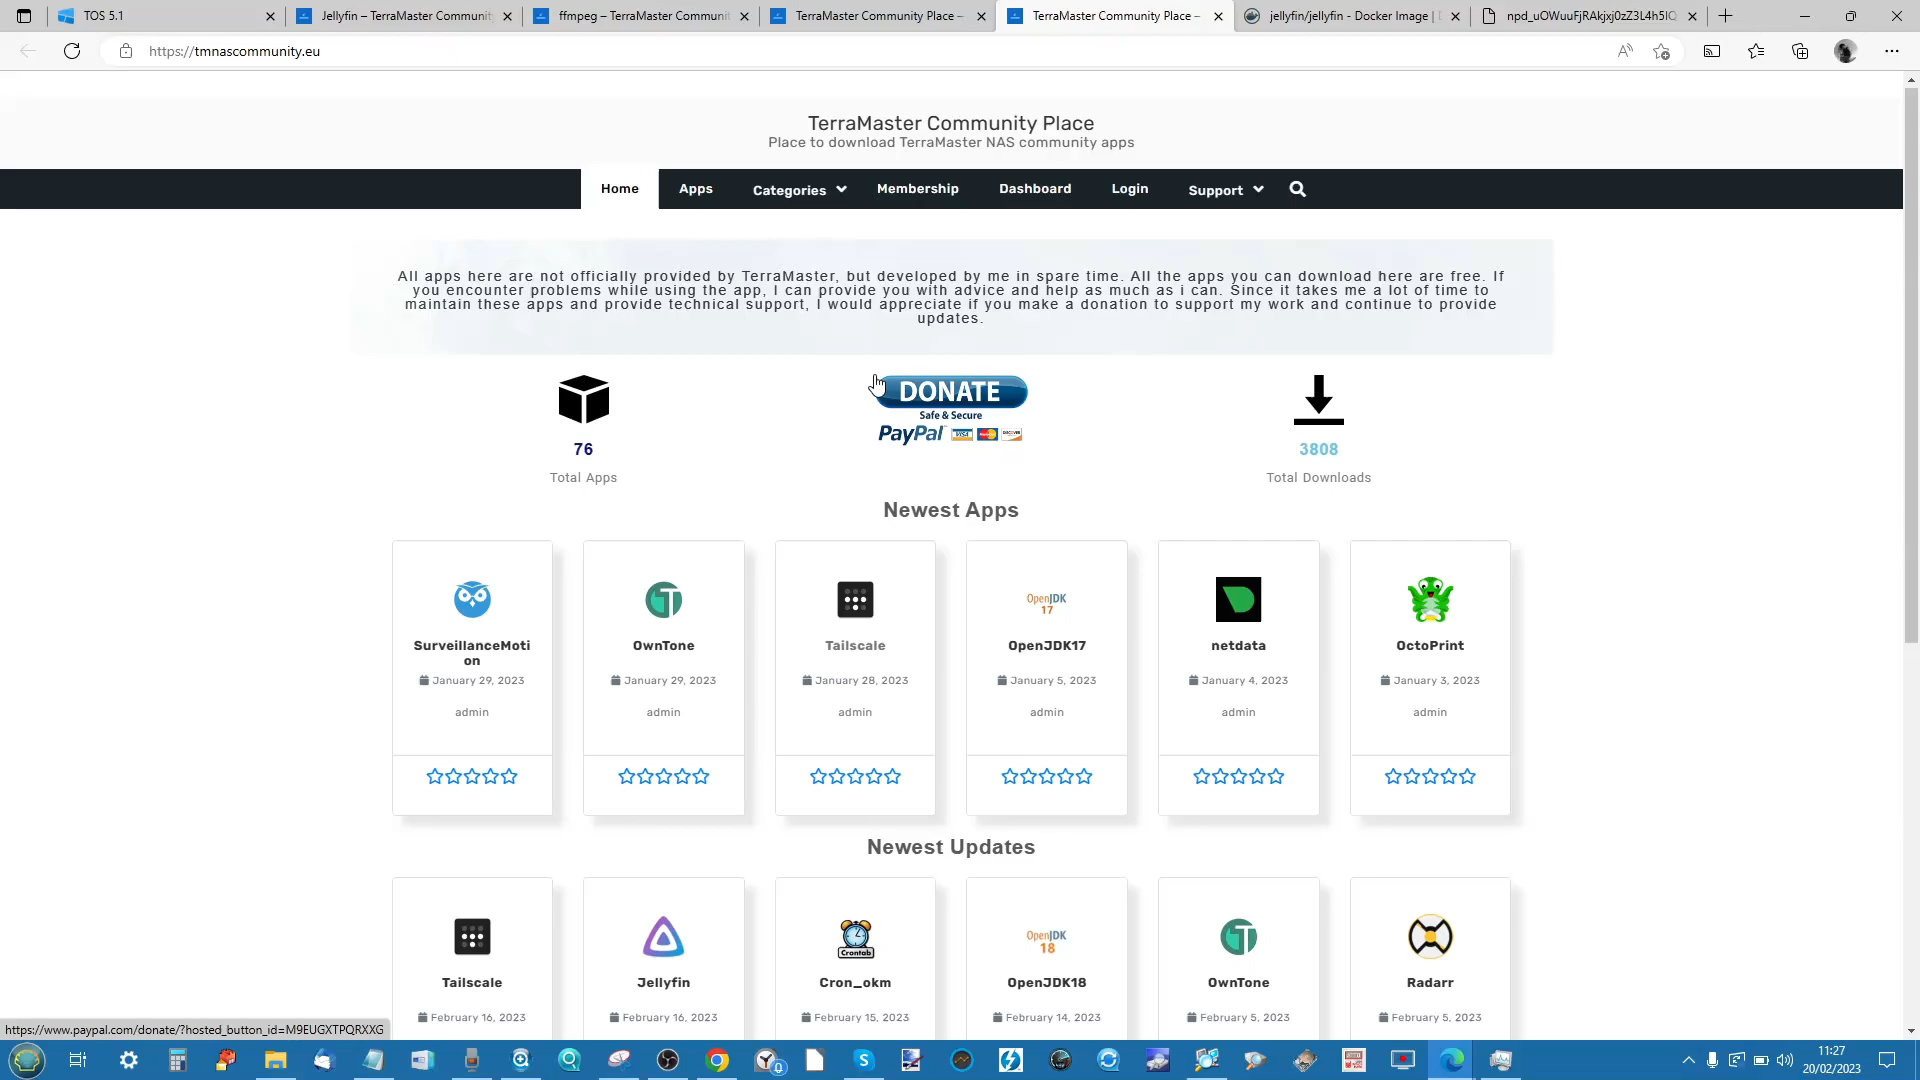 TOS 5.1
Jellyfin – TerraMaster Communit
ffmpeg – TerraMaster Communit
TerraMaster Community Place –
TerraMaster Community Place –
jellyfin/jellyfin - Docker Image |
npd_uOWuuFjRAkjxj0zZ3L4h5IQ
https://tmnascommunity.eu
TerraMaster Community Place
Place to download TerraMaster NAS community apps
Home
Apps
Categories
Membership
Dashboard
Login
Support
All apps here are not officially provided by TerraMaster, but developed by me in spare time. All the apps you can download here are free. If
you encounter problems while using the app, I can provide you with advice and help as much as i can. Since it takes me a lot of time to
maintain these apps and provide technical support, I would appreciate if you make a donation to support my work and continue to provide
updates.
DONATE
Safe & Secure
PayPal
VISA
76
Total Apps
3808
Total Downloads
Newest Apps
OpenJDK
17
SurveillanceMoti
on
OwnTone
Tailscale
OpenJDK17
netdata
OctoPrint
January 29, 2023
January 29, 2023
January 28, 2023
January 5, 2023
January 4, 2023
January 3, 2023
admin
admin
admin
admin
admin
admin
Newest Updates
Crontab
OpenJDK
18
Tailscale
Jellyfin
Cron_okm
OpenJDK18
OwnTone
Radarr
February 16, 2023
February 16, 2023
February 15, 2023
February 14, 2023
February 5, 2023
February 5, 2023
https://www.paypal.com/donate/?hosted_button_id=M9EUGXTPQRXXG
11:27
20/02/2023